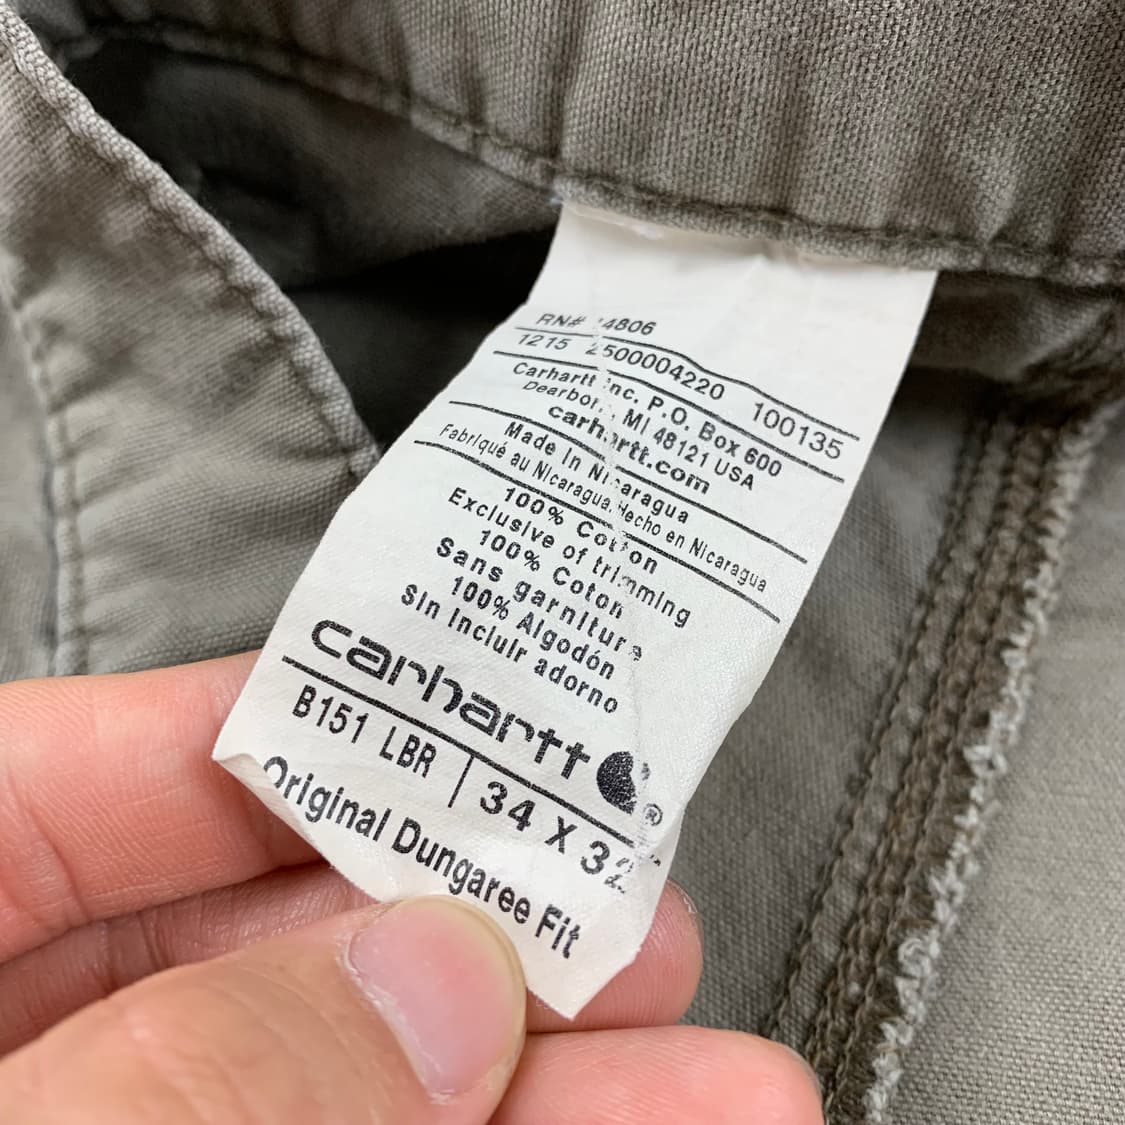 RN# 14806
1215 2500004220 100135
Carhartt Inc. P.O. Box 600
Dearborn, MI 48121 USA
carhartt.com
Made In Nicaragua
Fabriqué au Nicaragua. Hecho en Nicaragua
100% Cotton
Exclusive of trimming
100% Coton
Sans garniture
100% Algodón
Sin Incluir adorno
carhartt ®
B151 LBR 34 X 32
Original Dungaree Fit